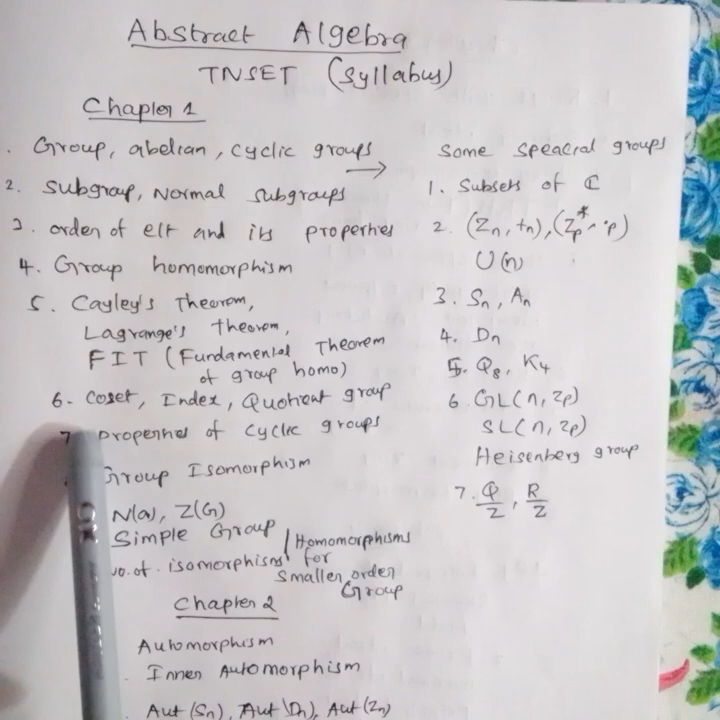 Abstract Algebra
TNSET (Syllabus)
Chapter 1
. Group, abelian, cyclic groups →
2. Subgroup, Normal subgroups
3. order of elt and its properties
4. Group homomorphism
5. Cayley's Theorem,
Lagrange's theorem,
FIT (Fundamental Theorem
of group homo)
6. Coset, Index, Quotient group
7. properties of cyclic groups
Group Isomorphism
N(a), Z(G)
Simple Group
no. of isomorphisms / Homomorphisms for
Smaller order
Group
Some speacial groups
1. Subsets of ℂ
2. (Zn, +n), (Zp*, ·p)
U(n)
3. Sn, An
4. Dn
5. Q8, K4
6. GL(n, Zp)
SL(n, Zp)
Heisenberg group
7. Q/Z, R/Z
Chapter 2
Automorphism
. Inner Automorphism
. Aut(Sn), Aut(Dn), Aut(Zn)